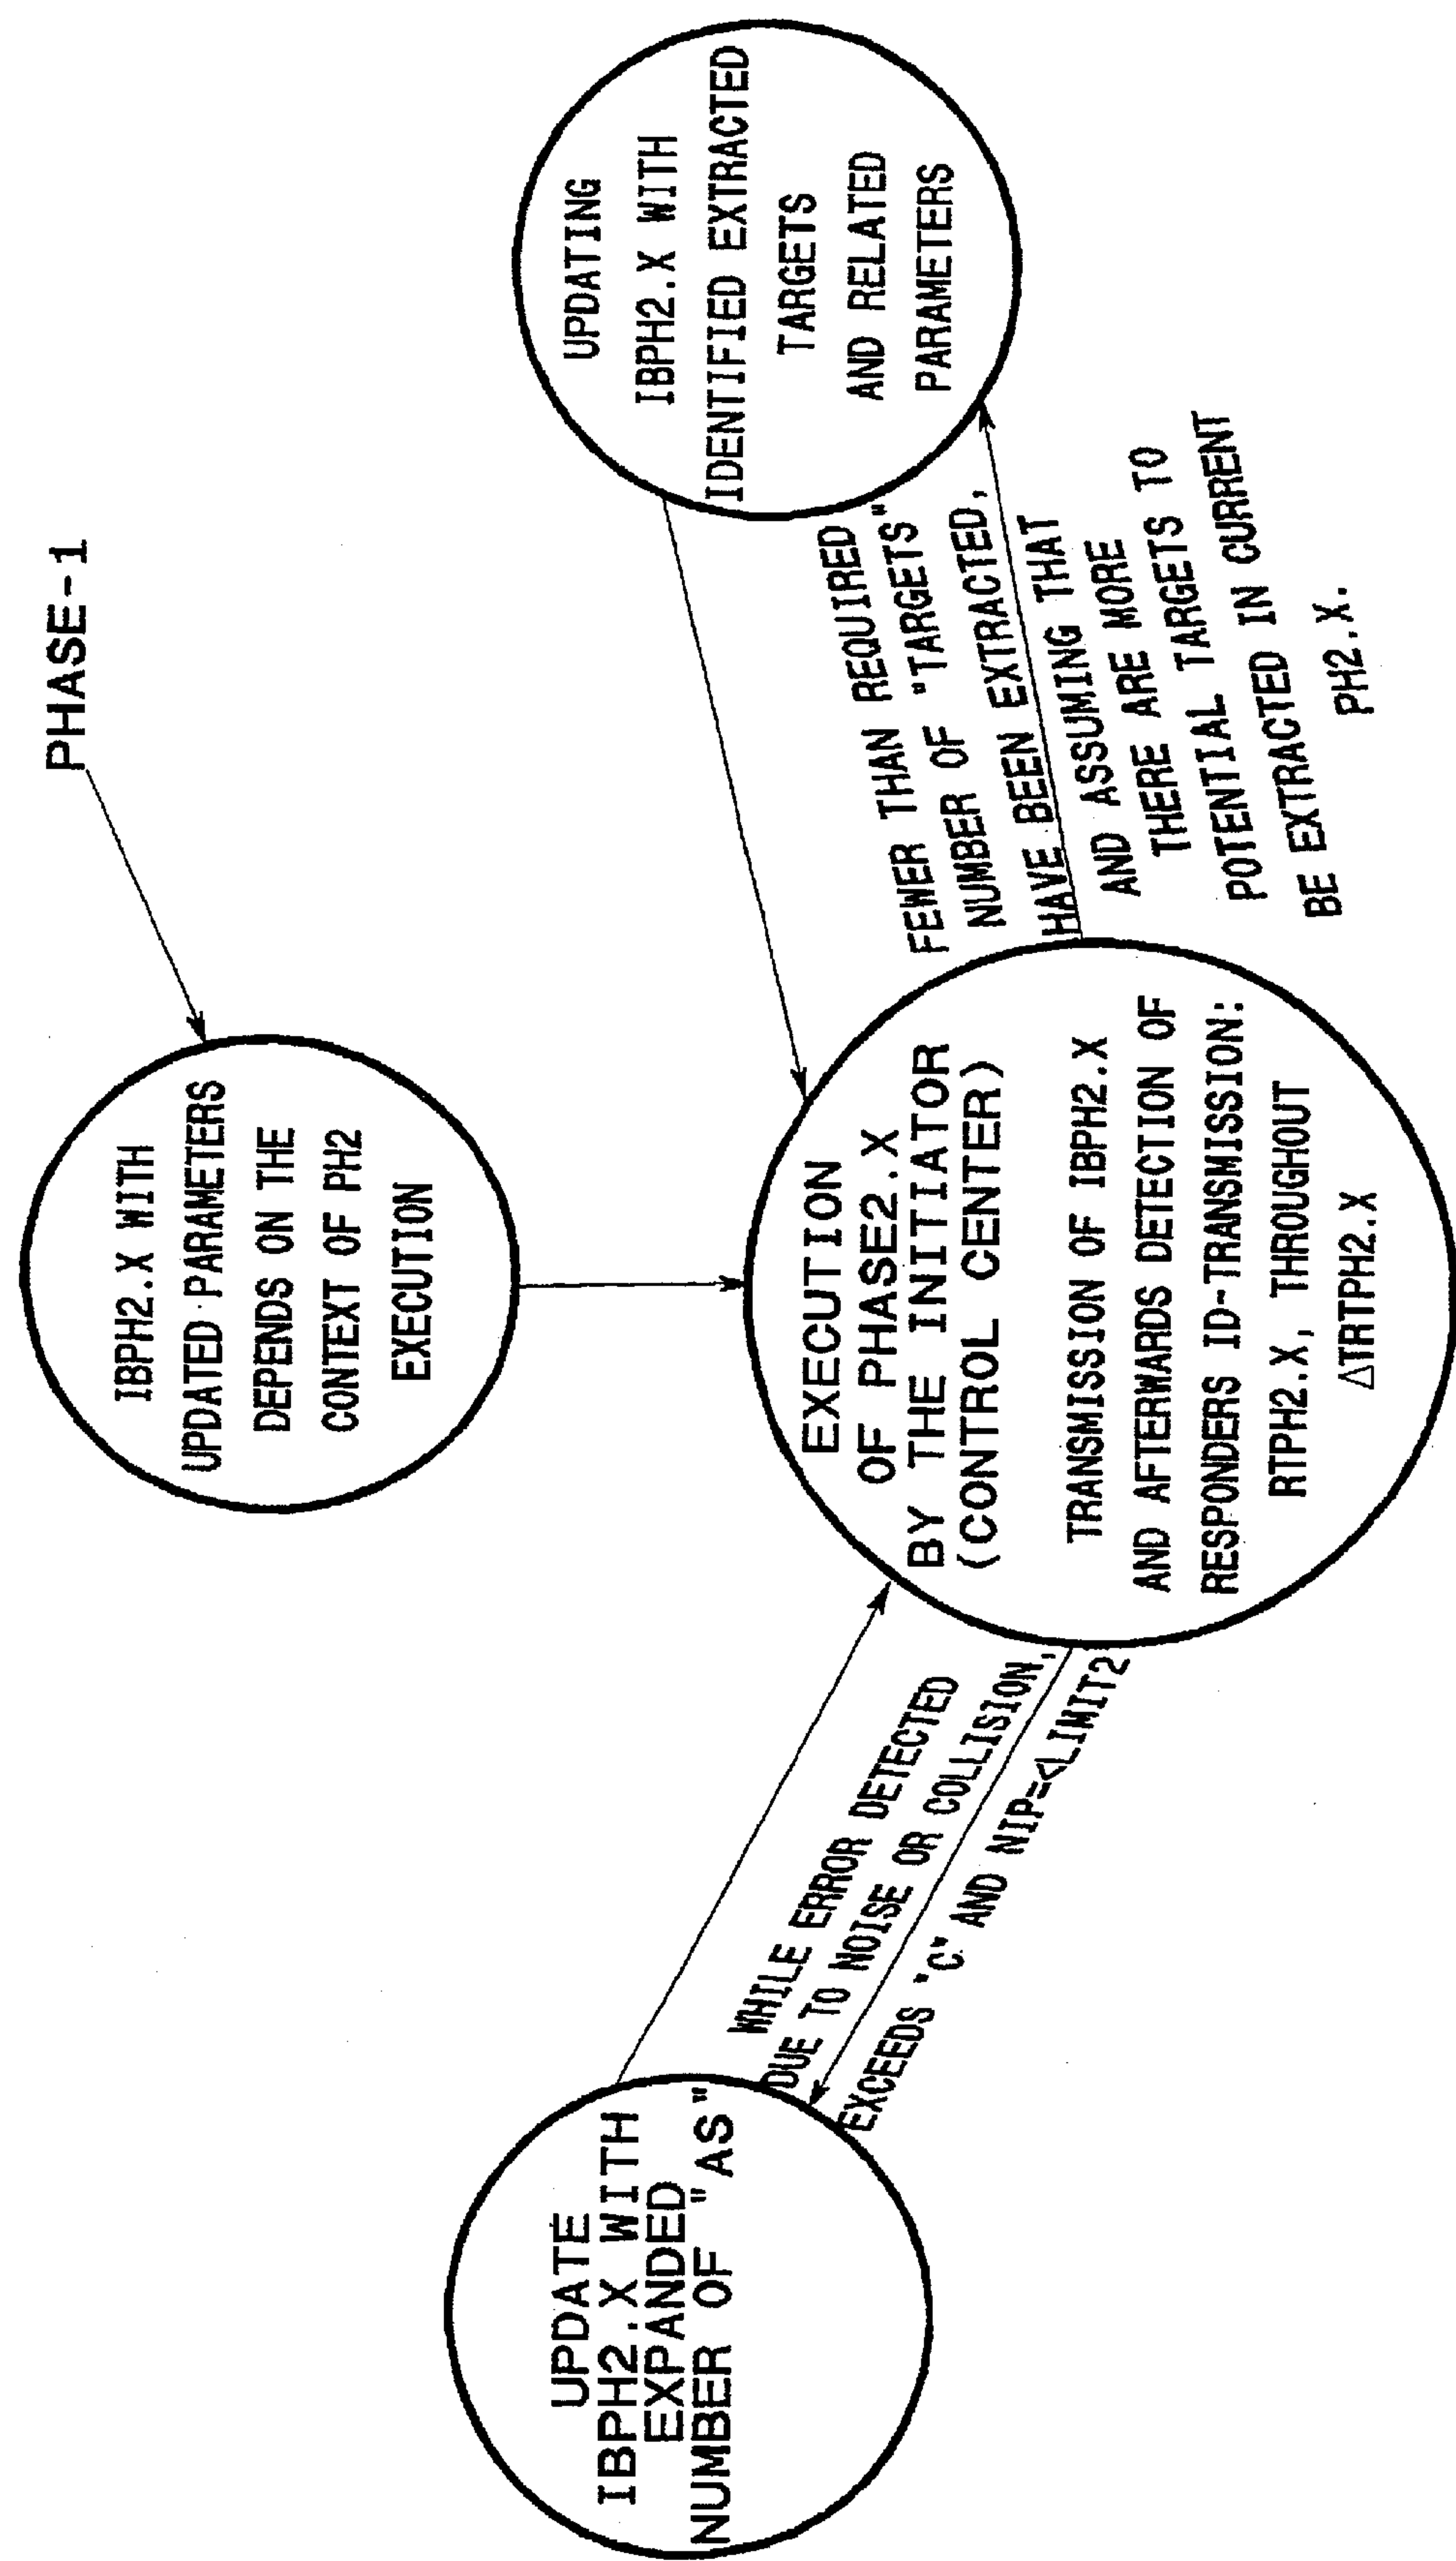 PHASE-1
IBPH2.X WITH
UPDATED PARAMETERS
DEPENDS ON THE
CONTEXT OF PH2
EXECUTION
UPDATE
IBPH2.X WITH
EXPANDED
NUMBER OF "AS"
WHILE ERROR DETECTED
DUE TO NOISE OR COLLISION,
EXCEEDS "C" AND NIP=<LIMIT2
EXECUTION
OF PHASE2.X
BY THE INITIATOR
(CONTROL CENTER)
TRANSMISSION OF IBPH2.X
AND AFTERWARDS DETECTION OF
RESPONDERS ID-TRANSMISSION:
RTPH2.X, THROUGHOUT
ΔTRTPH2.X
FEWER THAN REQUIRED
NUMBER OF "TARGETS"
NUMBER EXTRACTED,
HAVE BEEN EXTRACTED THAT
AND ASSUMING MORE
THERE ARE TARGETS TO
POTENTIAL IN CURRENT
BE EXTRACTED
PH2.X.
UPDATING
IBPH2.X WITH
IDENTIFIED EXTRACTED
TARGETS
AND RELATED
PARAMETERS